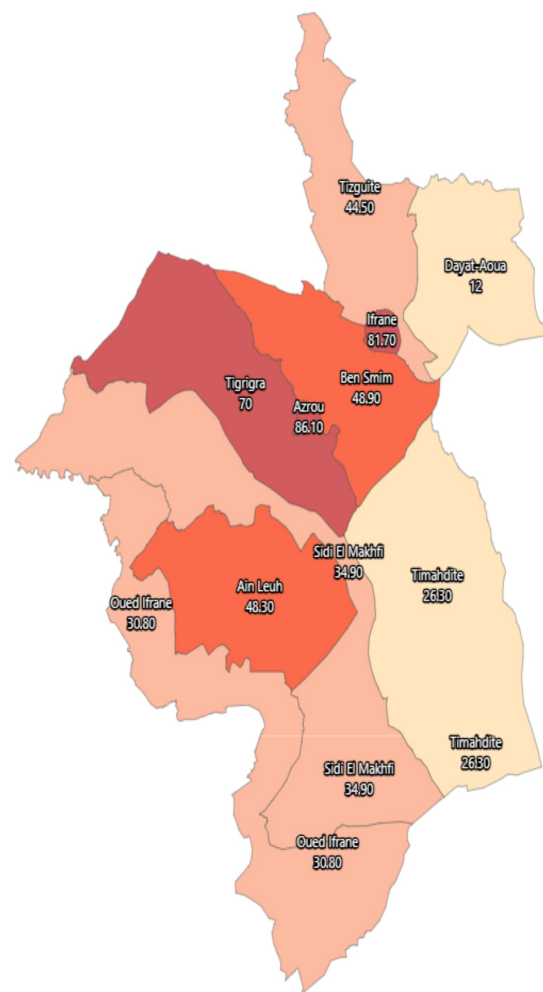 Tizguite
44.50
Dayat-Aoua
12
Ifrane
81.70
Ben Smim
48.90
Tigrigra
70
Azrou
86.10
Sidi El Makhfi
34.90
Timahdite
26.30
Ain Leuh
48.30
Oued Ifrane
30.80
Timahdite
26.30
Sidi El Makhfi
34.90
Oued Ifrane
30.80